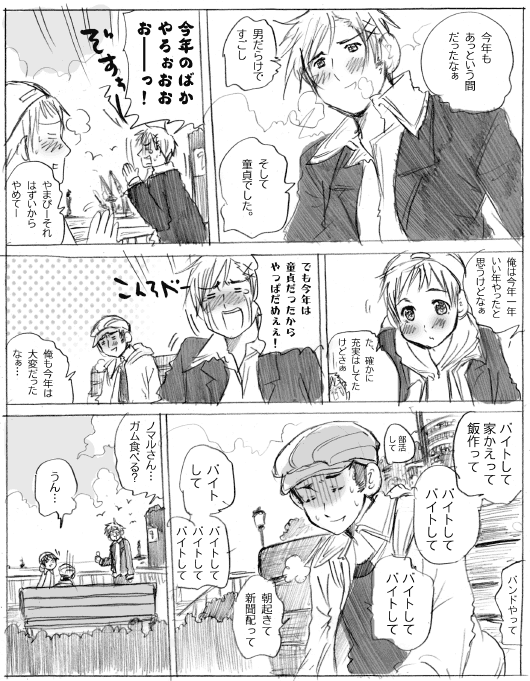 今年も
あっという間
だったなぁ
男だらけで
すごし
そして
童貞でした。
今年のばか
やろぉおお
おーーっ!
ぞすぅー
やまぴーそれ
はずいから
やめてー
俺は今年一年
いい年やったと
思うけどなぁ
た、確かに
充実はしてた
けどさぁ
でも今年は
童貞だったから
やっぱだめぇぇ!
こんてべー
俺も今年は
大変だった
なぁ…
バンドやって
バイトして
家かえって
飯作って
部活
して
バイトして
バイトして
バイトして
バイトして
朝起きて
新聞配って
バイト
して
バイトして
バイトして
バイトして
ノマルさん…
ガム食べる?
うん…